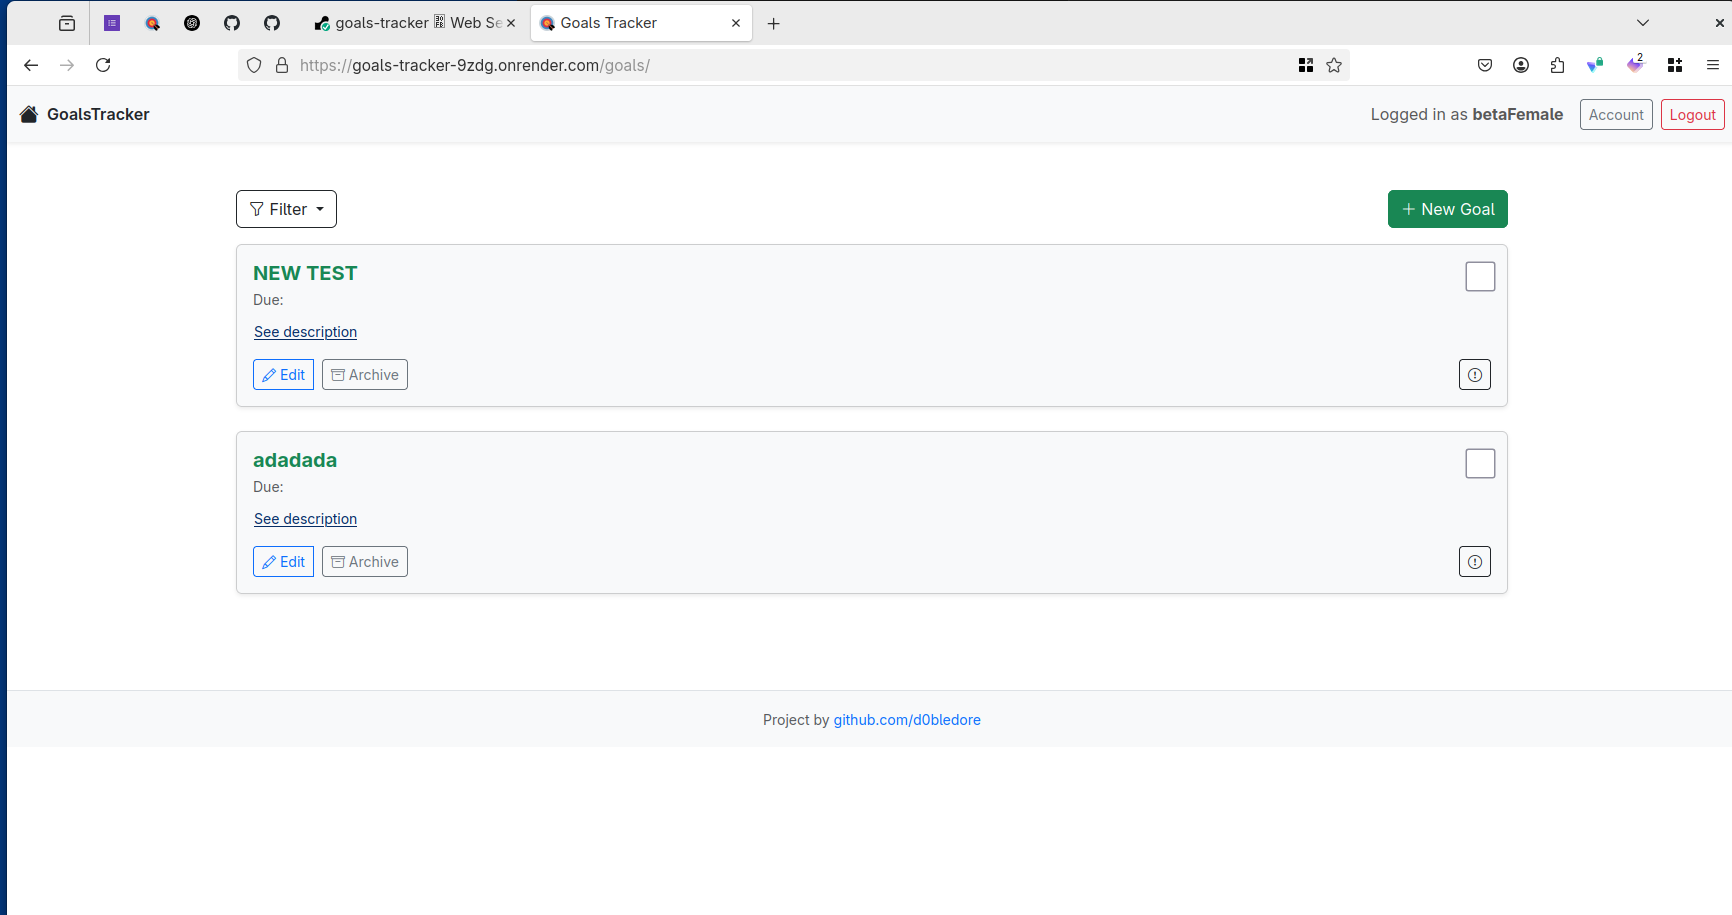 goals-tracker Web Se
Goals Tracker
https://goals-tracker-9zdg.onrender.com/goals/
2
GoalsTracker
Logged in as betaFemale
Account
Logout
Filter
+ New Goal
NEW TEST
Due:
See description
Edit
Archive
adadada
Due:
See description
Edit
Archive
Project by github.com/d0bledore